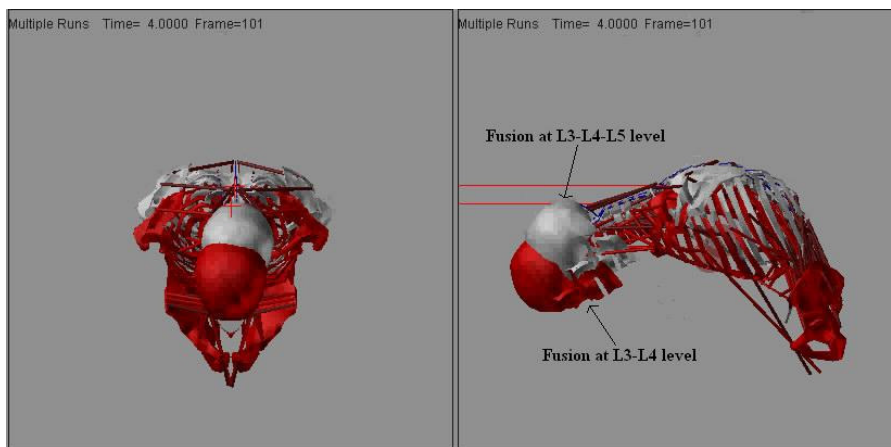 Multiple Runs Time= 4.0000 Frame=101
Multiple Runs Time= 4.0000 Frame=101
Fusion at L3-L4-L5 level
Fusion at L3-L4 level